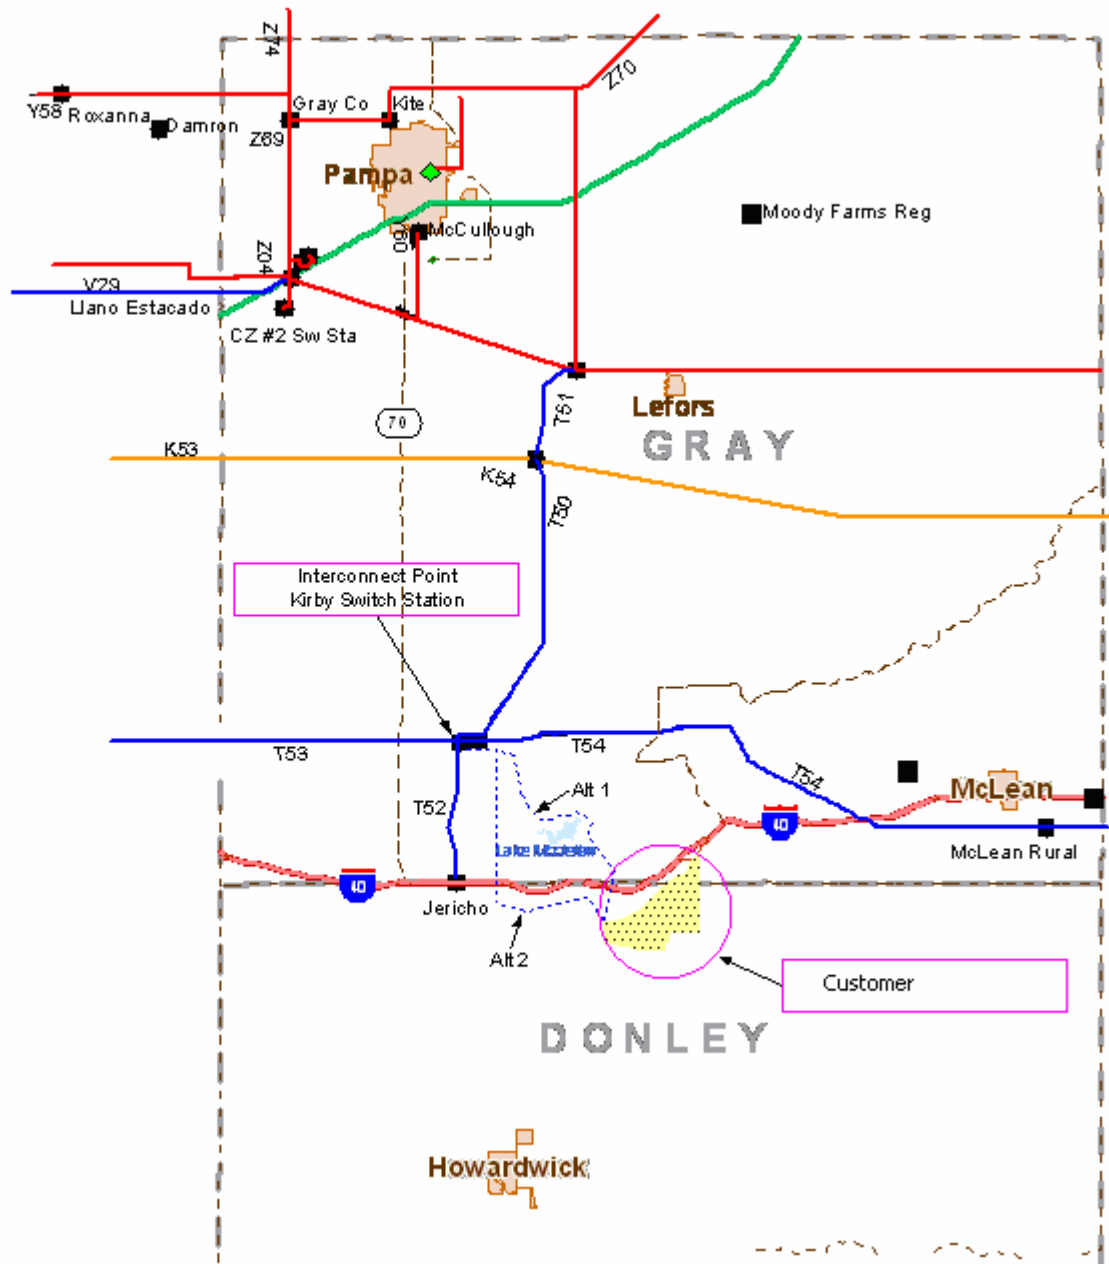 Z74
Z70
Y58
Roxanna
Damron
Gray Co
Kite
Z69
Pampa
Moody Farms Reg
McCullough
Z04
V29
Llano Estacado
CZ #2 Sw Sta
Lefors
T61
70
GRAY
K53
K54
T50
Interconnect Point
Kirby Switch Station
T53
T54
T54
McLean
Alt 1
T52
40
Lake
McLean Rural
40
Jericho
Alt 2
Customer
DONLEY
Howardwick